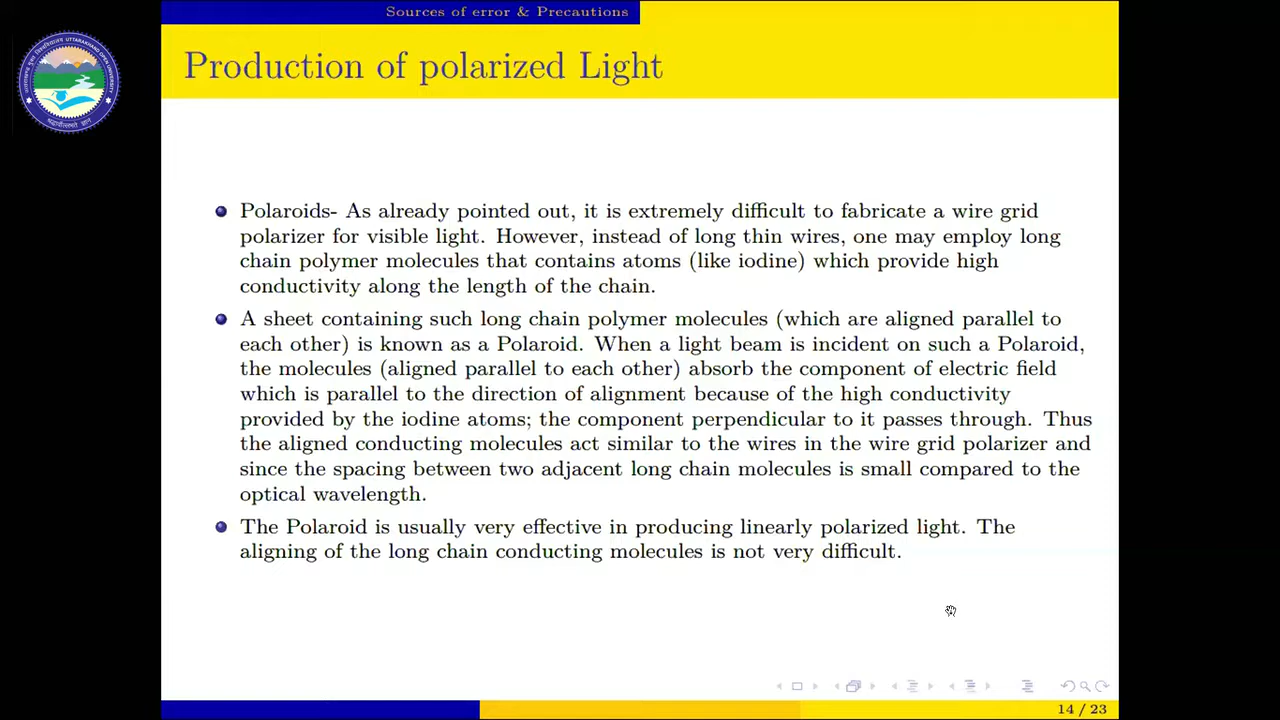 Sources of error & Precautions
Production of polarized Light
UTTARAKHAND OPEN UNIVERSITY
Polaroids- As already pointed out, it is extremely difficult to fabricate a wire grid
polarizer for visible light. However, instead of long thin wires, one may employ long
chain polymer molecules that contains atoms (like iodine) which provide high
conductivity along the length of the chain.
A sheet containing such long chain polymer molecules (which are aligned parallel to
each other) is known as a Polaroid. When a light beam is incident on such a Polaroid,
the molecules (aligned parallel to each other) absorb the component of electric field
which is parallel to the direction of alignment because of the high conductivity
provided by the iodine atoms; the component perpendicular to it passes through. Thus
the aligned conducting molecules act similar to the wires in the wire grid polarizer and
since the spacing between two adjacent long chain molecules is small compared to the
optical wavelength.
The Polaroid is usually very effective in producing linearly polarized light. The
aligning of the long chain conducting molecules is not very difficult.
14 / 23